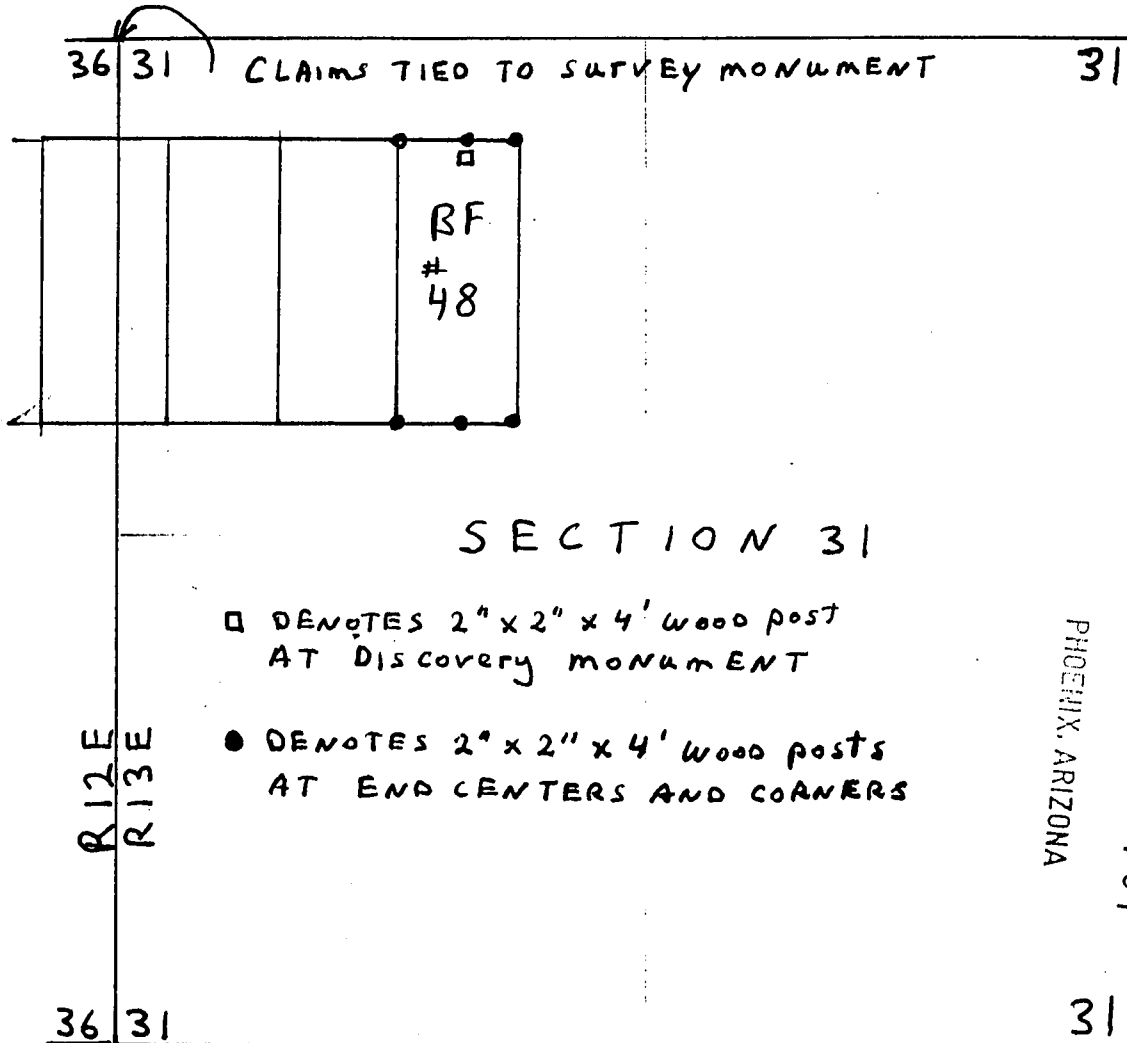 36 31 CLAIMS TIED TO SURVEY MONUMENT 31
BF
#
48
SECTION 31
□ DENOTES 2" x 2" x 4' WOOD POST
AT DISCOVERY MONUMENT
● DENOTES 2" x 2" x 4' WOOD POSTS
AT END CENTERS AND CORNERS
R12E
R13E
PHOENIX, ARIZONA
36 31 31